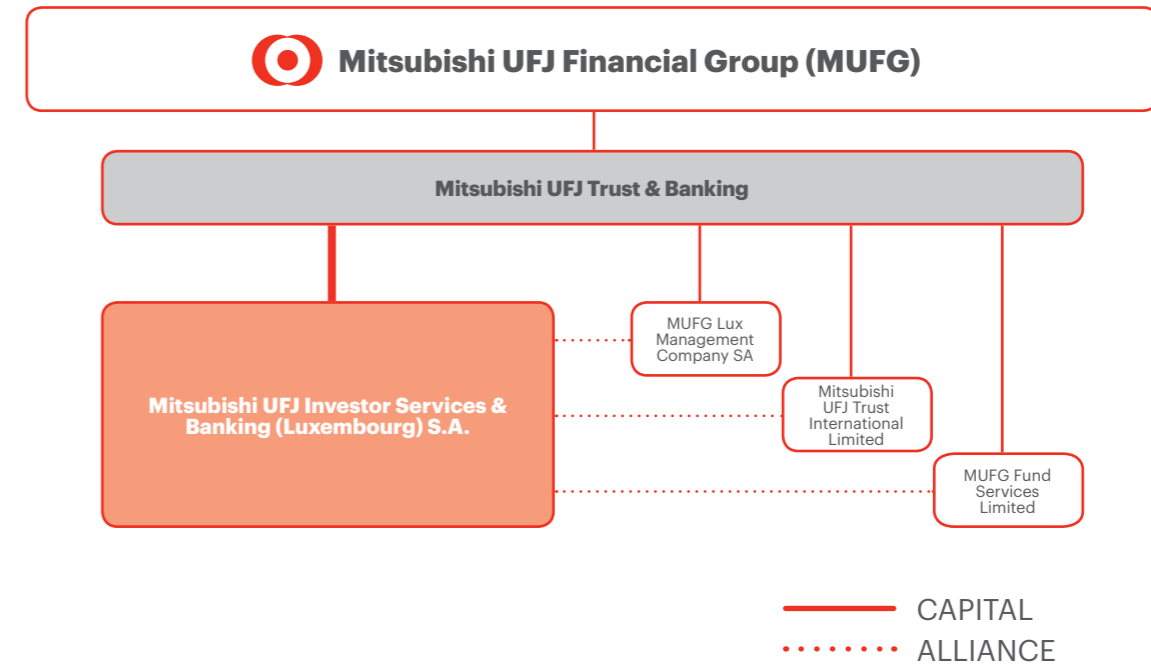 Mitsubishi UFJ Financial Group (MUFG)
Mitsubishi UFJ Trust & Banking
Mitsubishi UFJ Investor Services &
Banking (Luxembourg) S.A.
MUFG Lux
Management
Company SA
Mitsubishi
UFJ Trust
International
Limited
MUFG Fund
Services
Limited
CAPITAL
ALLIANCE